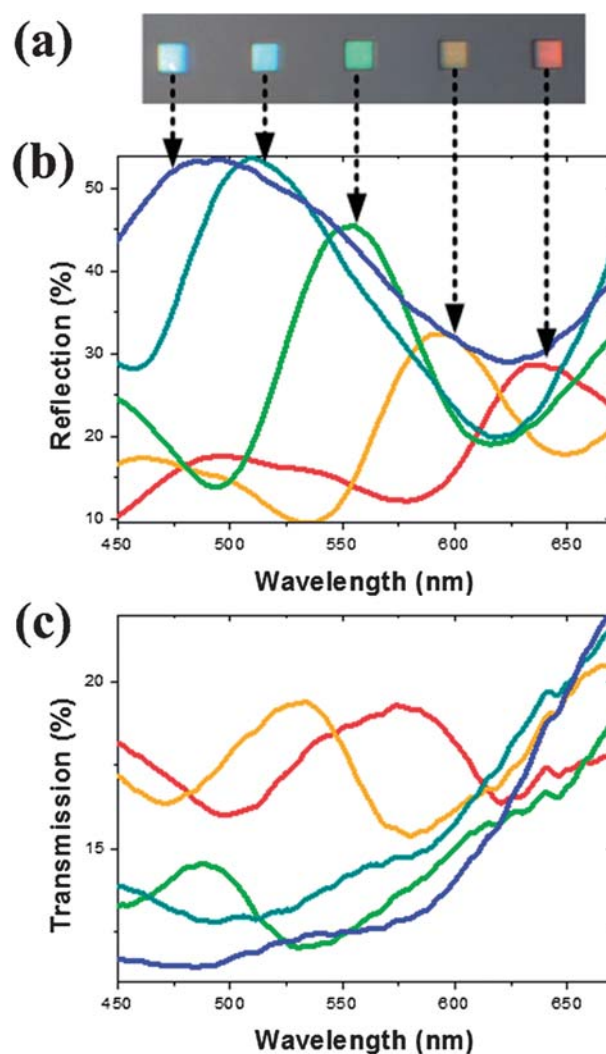 (a)
(b)
50
40
30
20
10
Reflection (%)
450 500 550 600 650
Wavelength (nm)
(c)
20
15
Transmission (%)
450 500 550 600 650
Wavelength (nm)